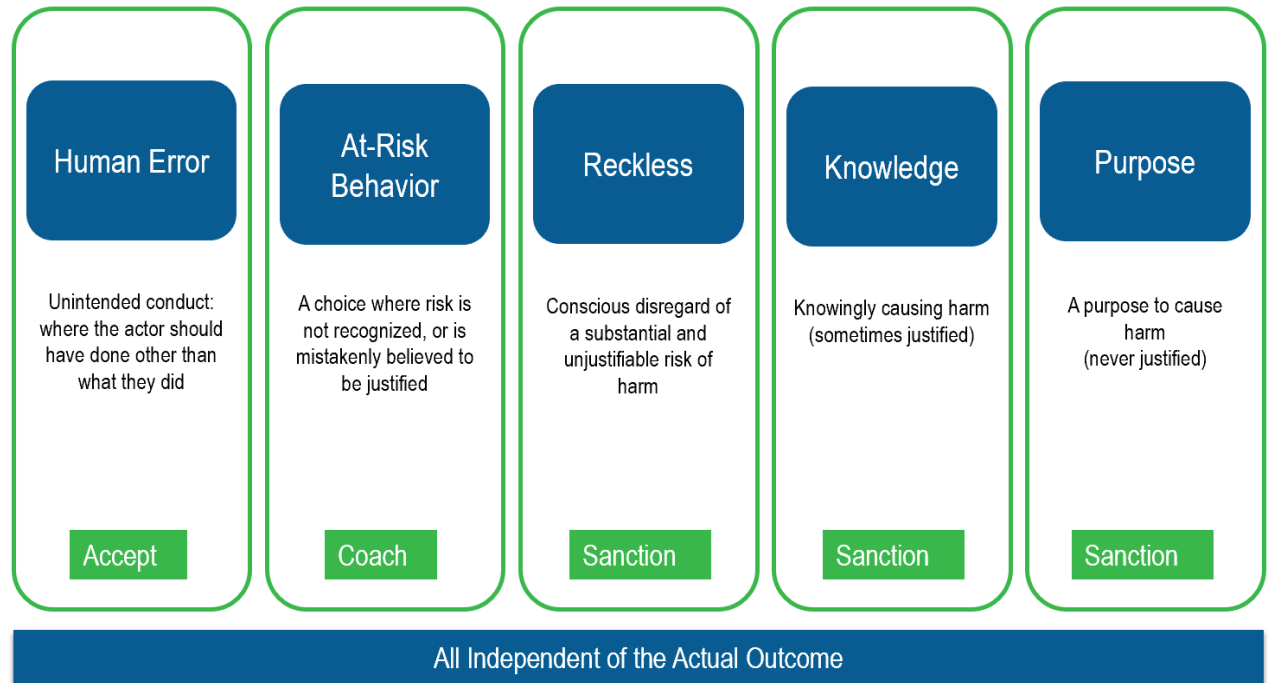 Human Error
Unintended conduct:
where the actor should
have done other than
what they did
Accept
At-Risk
Behavior
A choice where risk is
not recognized, or is
mistakenly believed to
be justified
Coach
Reckless
Conscious disregard of
a substantial and
unjustifiable risk of
harm
Sanction
Knowledge
Knowingly causing harm
(sometimes justified)
Sanction
Purpose
A purpose to cause
harm
(never justified)
Sanction
All Independent of the Actual Outcome